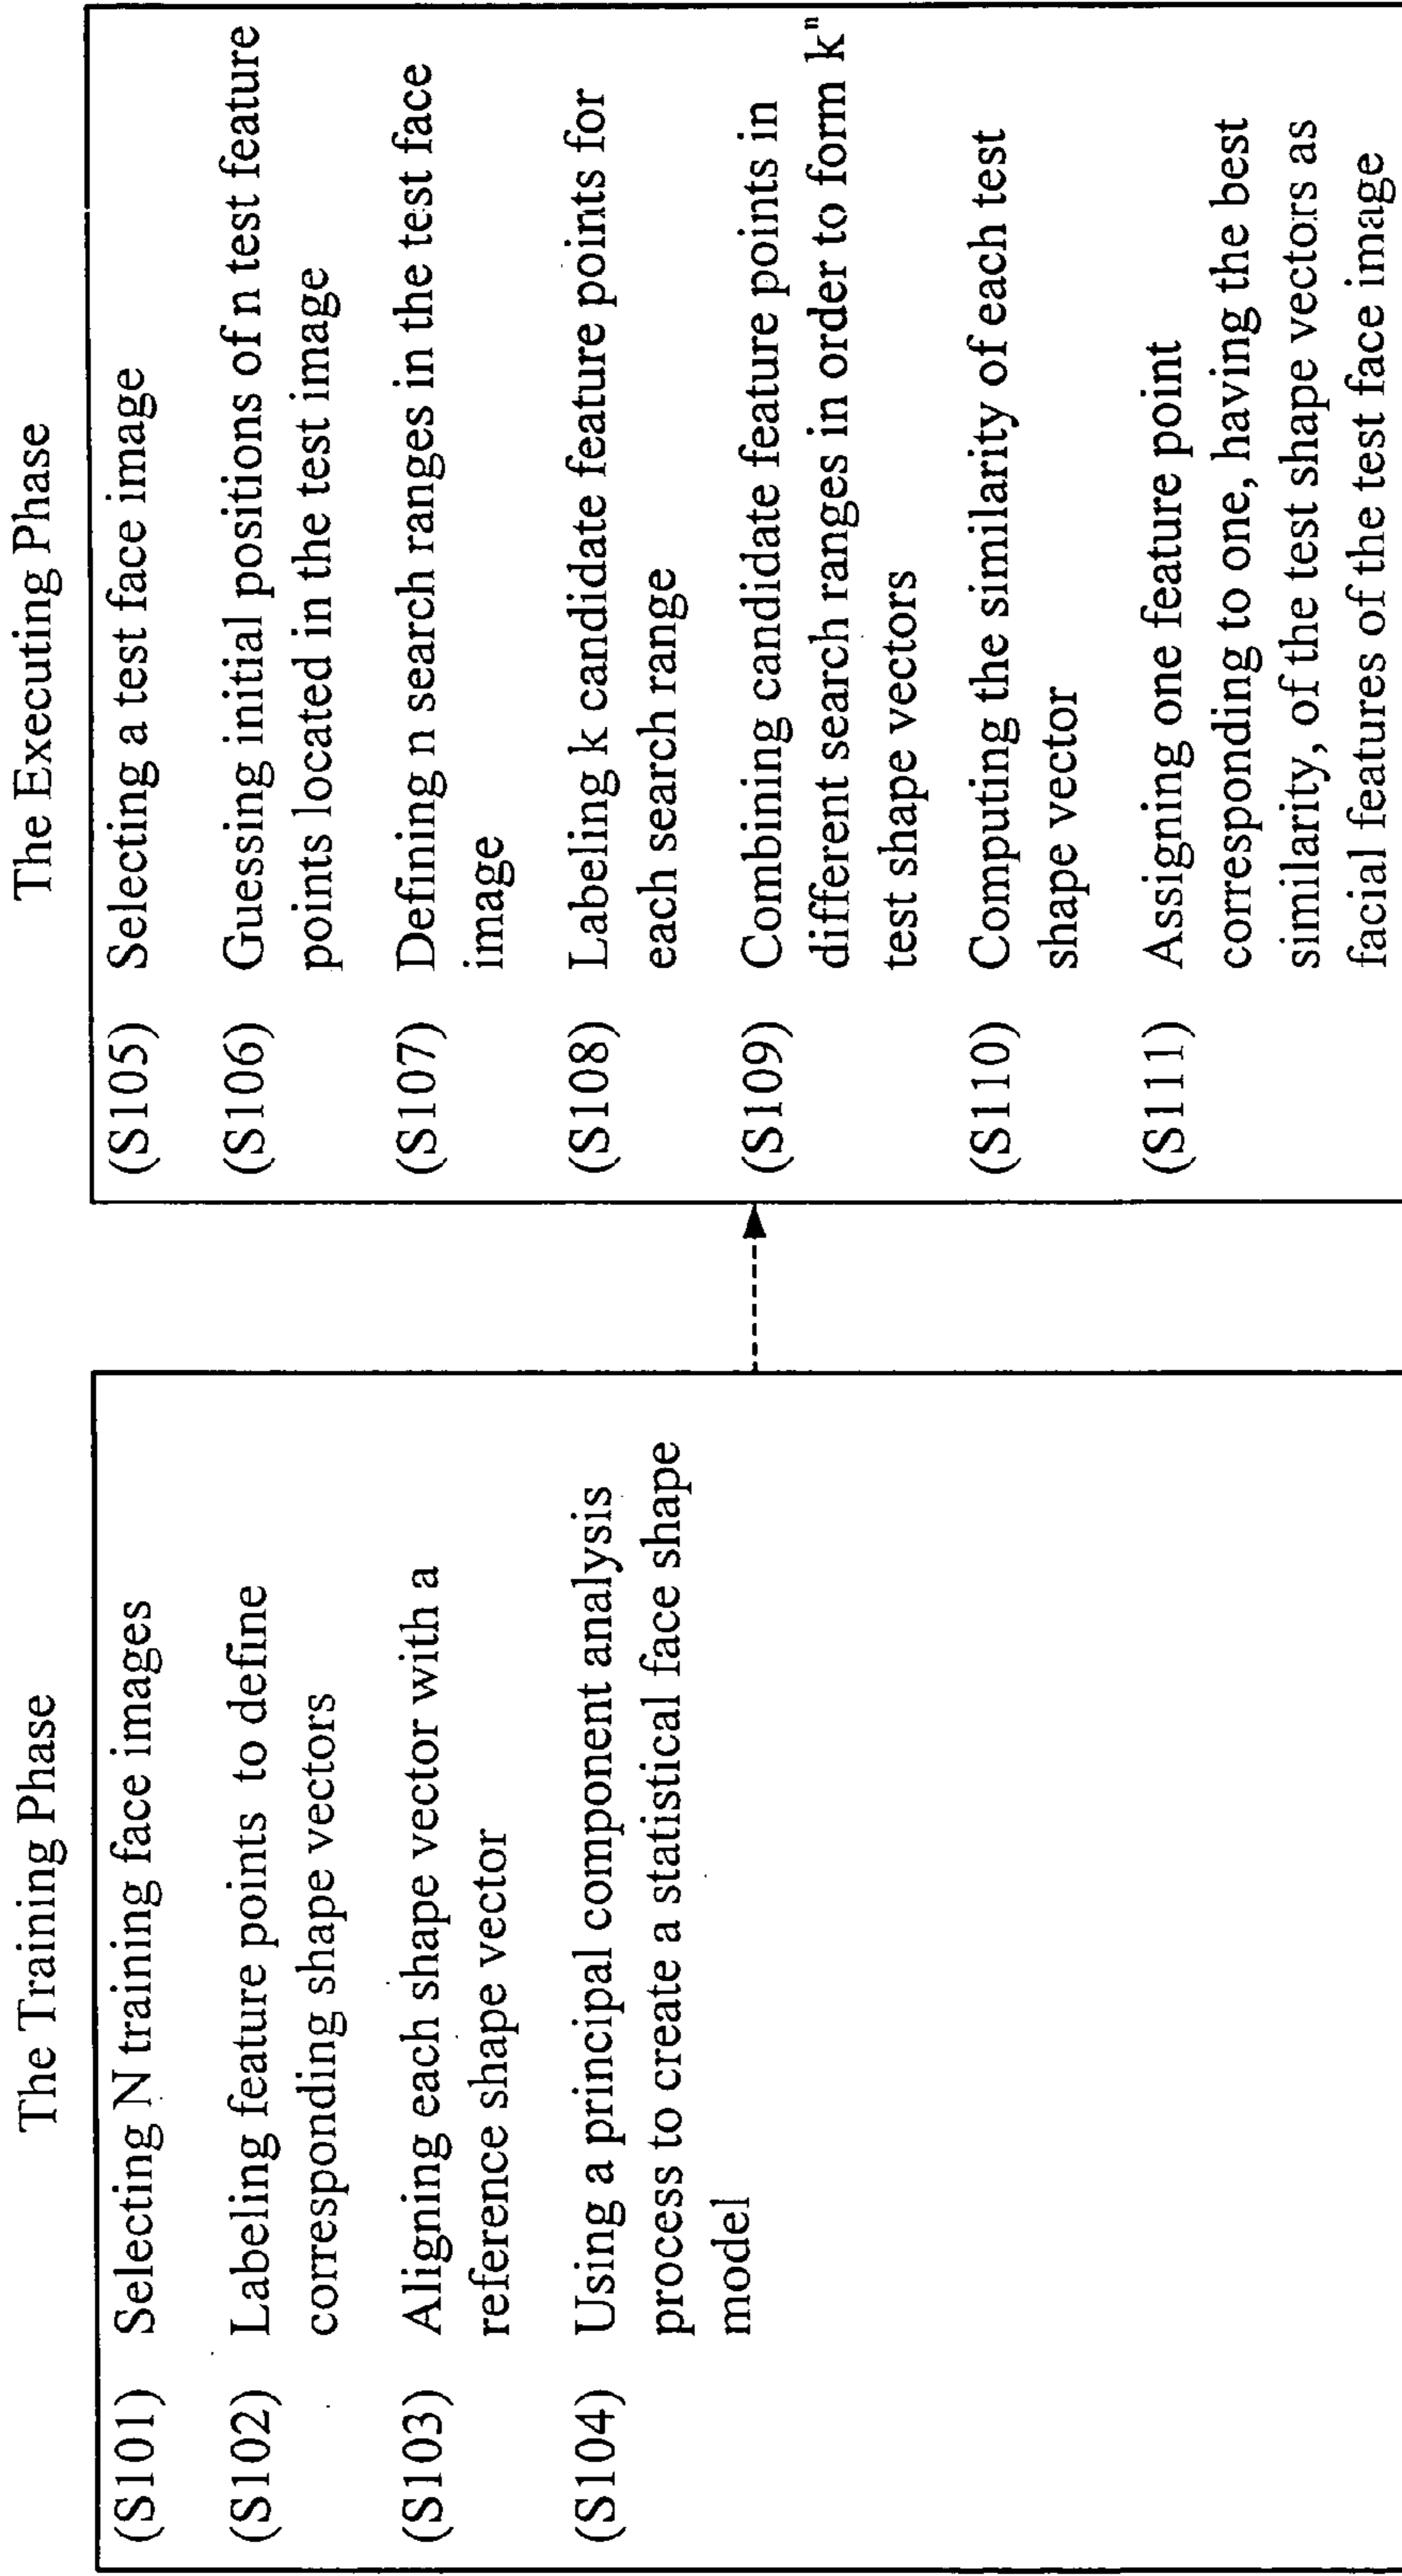 The Training Phase
(S101) Selecting N training face images
(S102) Labeling feature points to define
corresponding shape vectors
(S103) Aligning each shape vector with a
reference shape vector
(S104) Using a principal component analysis
process to create a statistical face shape
model
The Executing Phase
(S105) Selecting a test face image
(S106) Guessing initial positions of n test feature
points located in the test image
(S107) Defining n search ranges in the test face
image
(S108) Labeling k candidate feature points for
each search range
(S109) Combining candidate feature points in
different search ranges in order to form kⁿ
test shape vectors
(S110) Computing the similarity of each test
shape vector
(S111) Assigning one feature point
corresponding to one, having the best
similarity, of the test shape vectors as
facial features of the test face image